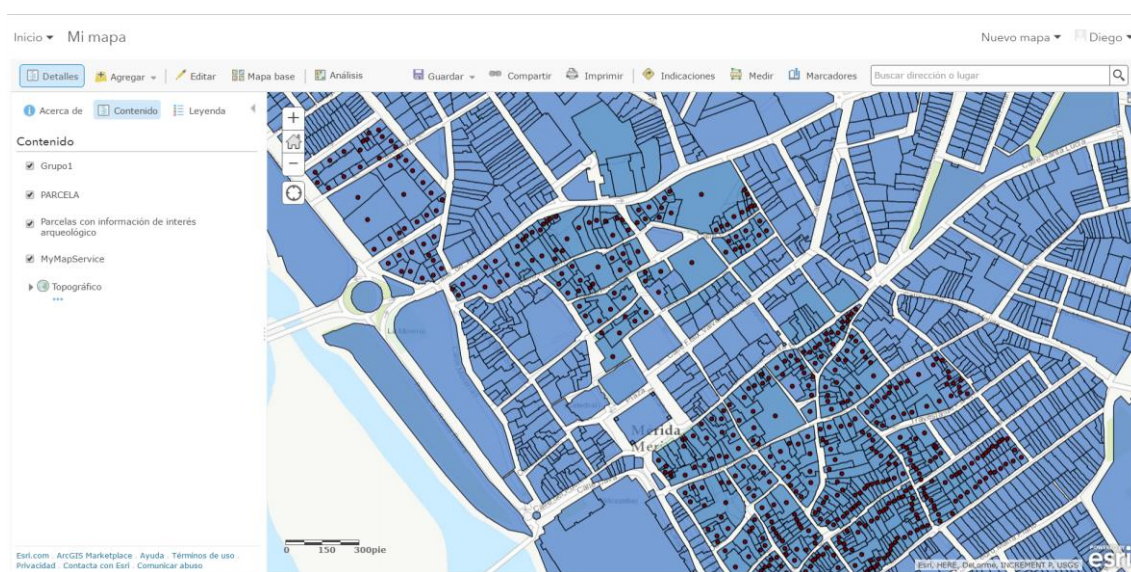 Inicio Mi mapa Nuevo mapa Diego
Detalles Agregar Editar Mapa base Análisis Guardar Compartir Imprimir Indicaciones Medir Marcadores Buscar dirección o lugar
Acerca de Contenido Leyenda
Contenido
Grupo1
PARCELA
Parcelas con información de interés
arqueológico
MyMapService
Topográfico
Calle Santa Lucía
Mérida
0 150 300pie
Esri.com . ArcGIS Marketplace . Ayuda . Términos de uso .
Privacidad . Contacta con Esri . Comunicar abuso
Esri, HERE, DeLorme, INCREMENT P, USGS
esri